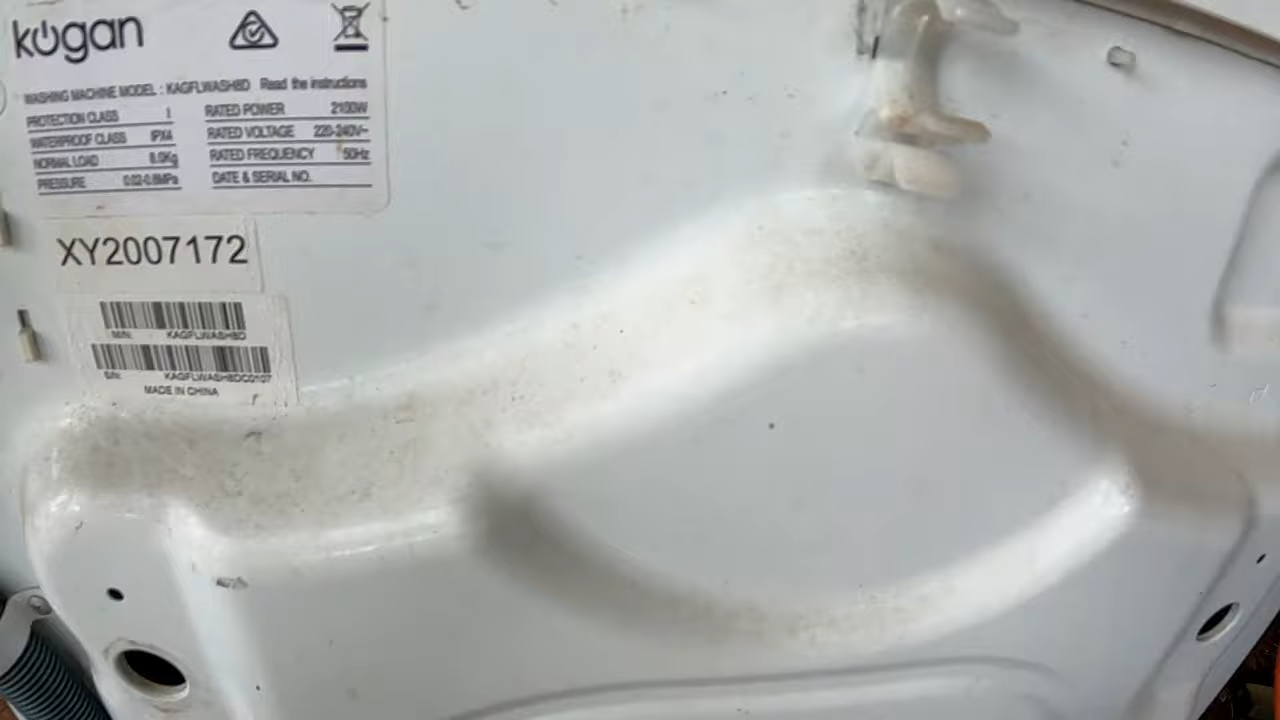 kogan
WASHING MACHINE MODEL : KAGFLWASH8D Read the instructions
PROTECTION CLASS I RATED POWER 2100W
WATERPROOF CLASS IPX4 RATED VOLTAGE 220-240V~
NORMAL LOAD 8.0Kg RATED FREQUENCY 50Hz
PRESSURE 0.02-0.8MPa DATE & SERIAL NO.
XY2007172
M/N: KAGFLWASH8D
S/N: KAGFLWASH8DC0107
MADE IN CHINA